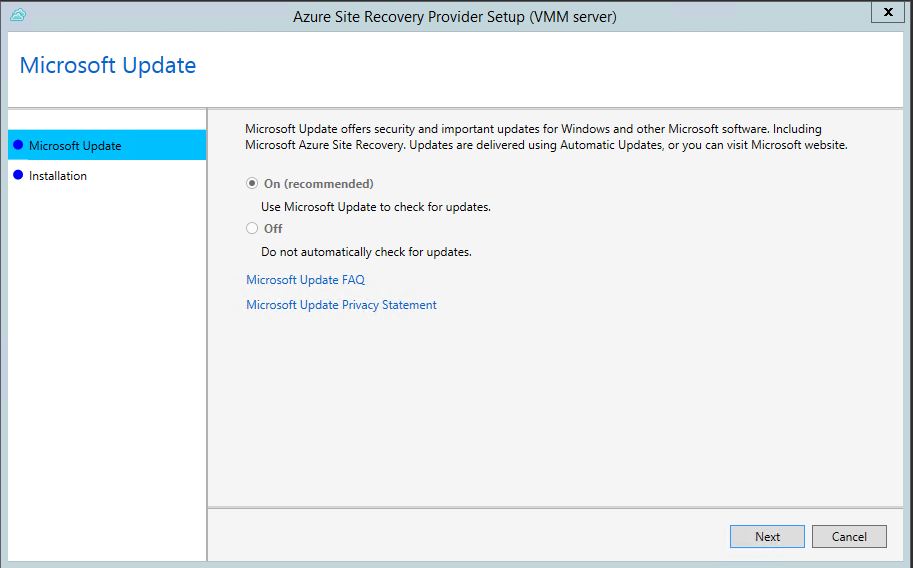 Azure Site Recovery Provider Setup (VMM server)
x
Microsoft Update
Microsoft Update
Installation
Microsoft Update offers security and important updates for Windows and other Microsoft software. Including
Microsoft Azure Site Recovery. Updates are delivered using Automatic Updates, or you can visit Microsoft website.
On (recommended)
Use Microsoft Update to check for updates.
Off
Do not automatically check for updates.
Microsoft Update FAQ
Microsoft Update Privacy Statement
Next
Cancel